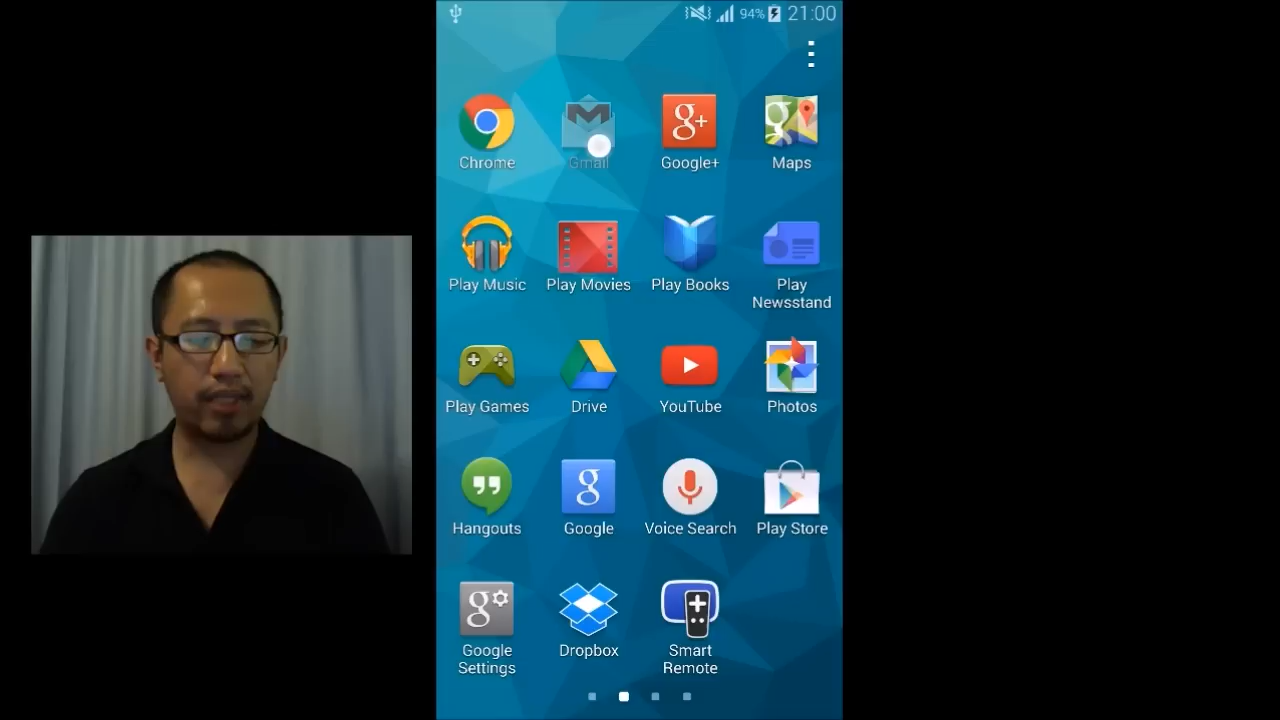 94% 21:00
Chrome
Gmail
Google+
Maps
g+
g
Play Music
Play Movies
Play Books
Play
Newsstand
Play Games
Drive
YouTube
Photos
g
Hangouts
Google
Voice Search
Play Store
g
Google
Settings
Dropbox
Smart
Remote